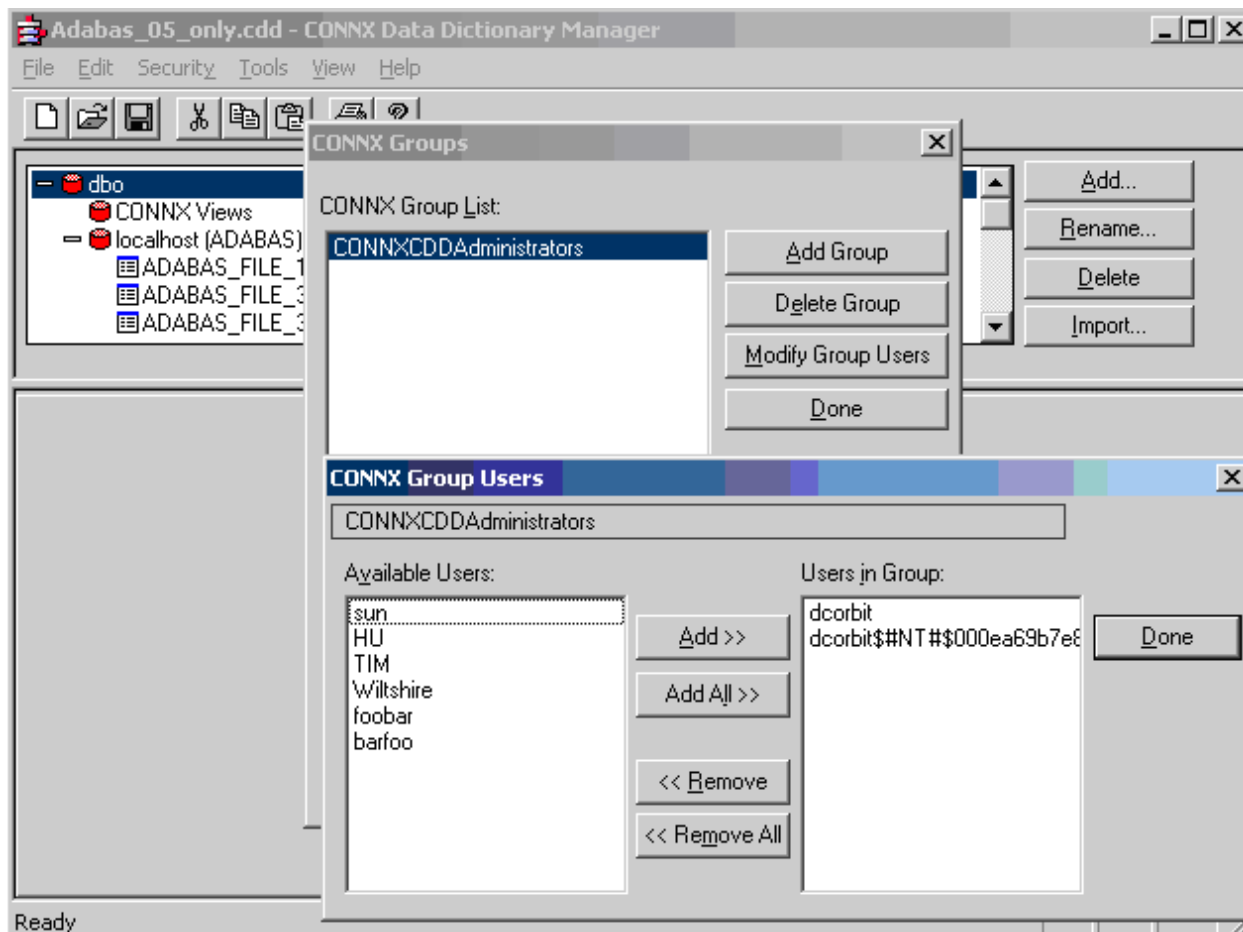 Adabas_05_only.cdd - CONNX Data Dictionary Manager
File Edit Security Tools View Help
dbo
CONNX Views
localhost (ADABAS)
ADABAS_FILE_1
ADABAS_FILE_3
ADABAS_FILE_3
Add...
Rename...
Delete
Import...
CONNX Groups
CONNX Group List:
CONNXCDDAdministrators
Add Group
Delete Group
Modify Group Users
Done
CONNX Group Users
CONNXCDDAdministrators
Available Users:
sun
HU
TIM
Wiltshire
foobar
barfoo
Add >>
Add All >>
<< Remove
<< Remove All
Users in Group:
dcorbit
dcorbit$#NT#$000ea69b7e8
Done
Ready